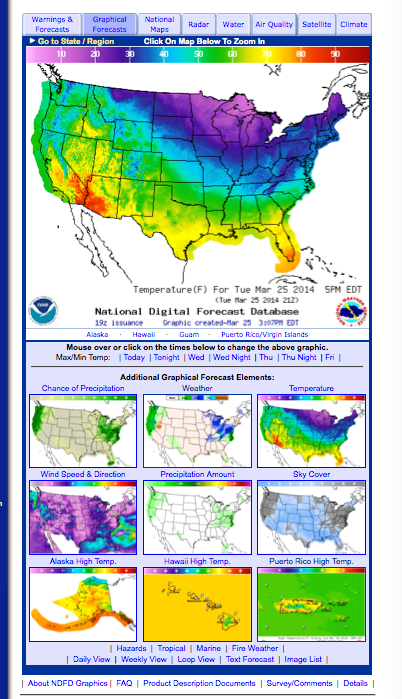 Warnings & Forecasts
Graphical Forecasts
National Maps
Radar
Water
Air Quality
Satellite
Climate
Go to State / Region Click On Map Below To Zoom In
10 20 30 40 50 60 70 80 90
Temperature(F) For Tue Mar 25 2014 5PM EDT
(Tue Mar 25 2014 21Z)
National Digital Forecast Database
19z issuance Graphic created-Mar 25 3:07PM EDT
Alaska · Hawaii · Guam · Puerto Rico/Virgin Islands
Mouse over or click on the times below to change the above graphic.
Max/Min Temp: | Today | Tonight | Wed | Wed Night | Thu | Thu Night | Fri |
Additional Graphical Forecast Elements:
Chance of Precipitation Weather Temperature
Wind Speed & Direction Precipitation Amount Sky Cover
Alaska High Temp. Hawaii High Temp. Puerto Rico High Temp.
| Hazards | Tropical | Marine | Fire Weather |
| Daily View | Weekly View | Loop View | Text Forecast | Image List |
| About NDFD Graphics | FAQ | Product Description Documents | Survey/Comments | Details |